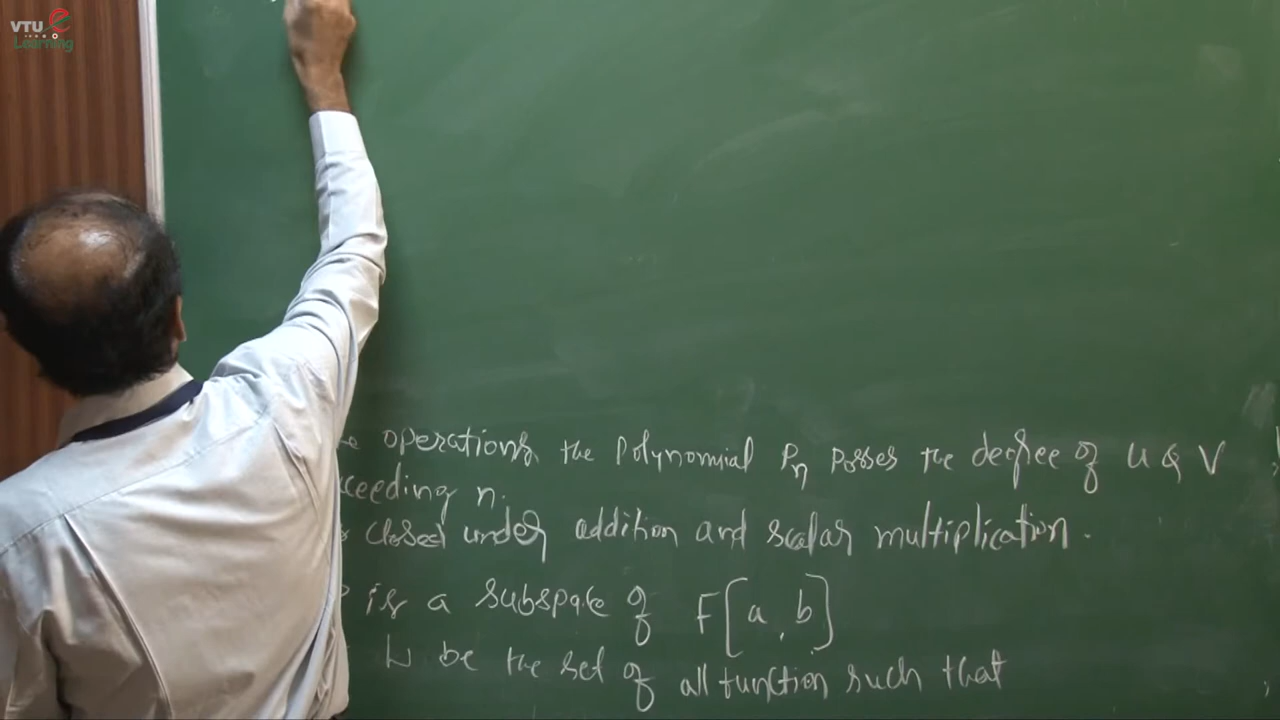 VTU e
Learning
operations the polynomial Pn posses the degree of u & v
ceeding n.
closed under addition and scalar multiplication.
is a subspace of F[a, b]
W be the set of all function such that